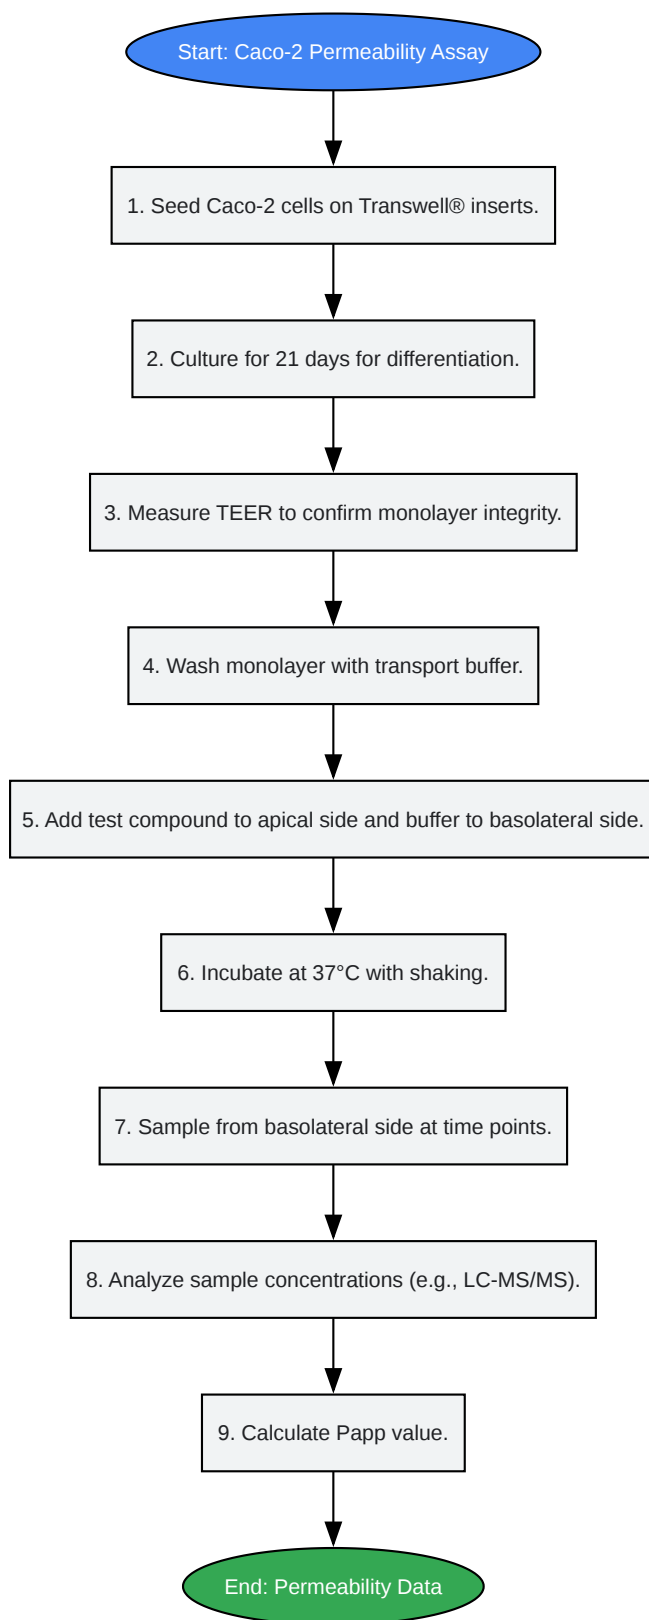 Start: Caco-2 Permeability Assay
1. Seed Caco-2 cells on Transwell® inserts.
2. Culture for 21 days for differentiation.
3. Measure TEER to confirm monolayer integrity.
4. Wash monolayer with transport buffer.
5. Add test compound to apical side and buffer to basolateral side.
6. Incubate at 37°C with shaking.
7. Sample from basolateral side at time points.
8. Analyze sample concentrations (e.g., LC-MS/MS).
9. Calculate Papp value.
End: Permeability Data